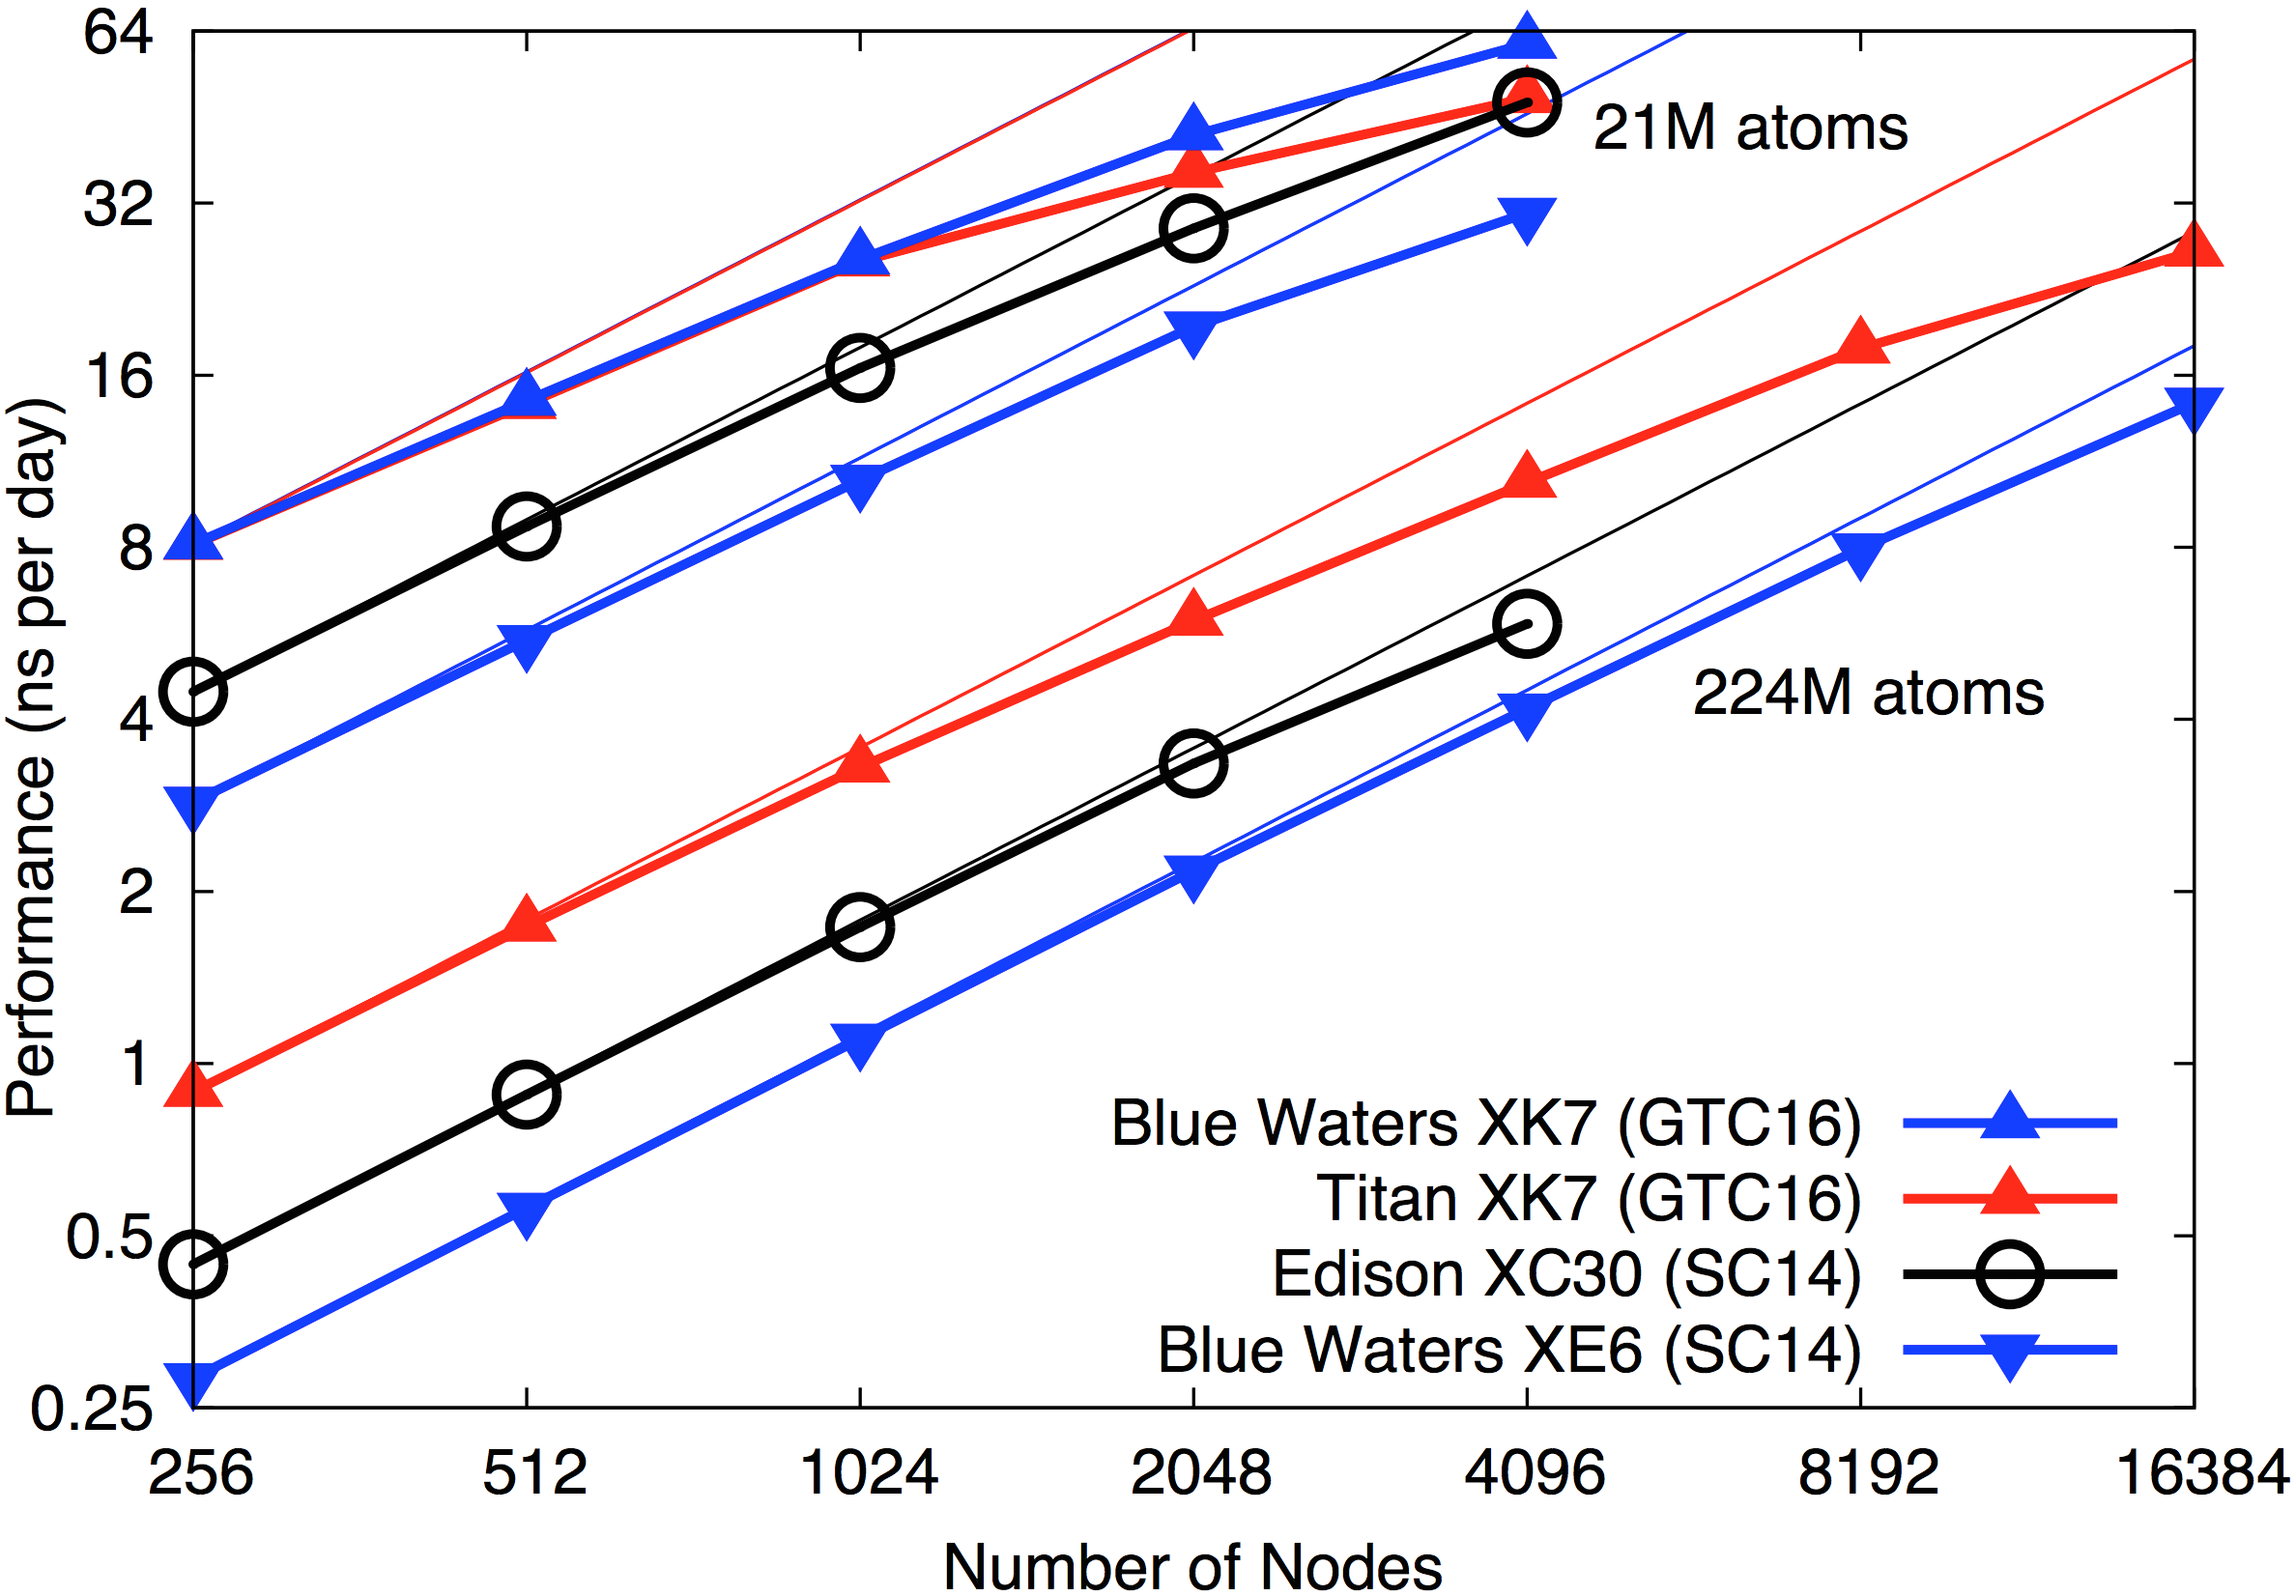 64
32
16
8
4
2
1
0.5
0.25
Performance (ns per day)
21M atoms
224M atoms
Blue Waters XK7 (GTC16)
Titan XK7 (GTC16)
Edison XC30 (SC14)
Blue Waters XE6 (SC14)
256 512 1024 2048 4096 8192 16384
Number of Nodes